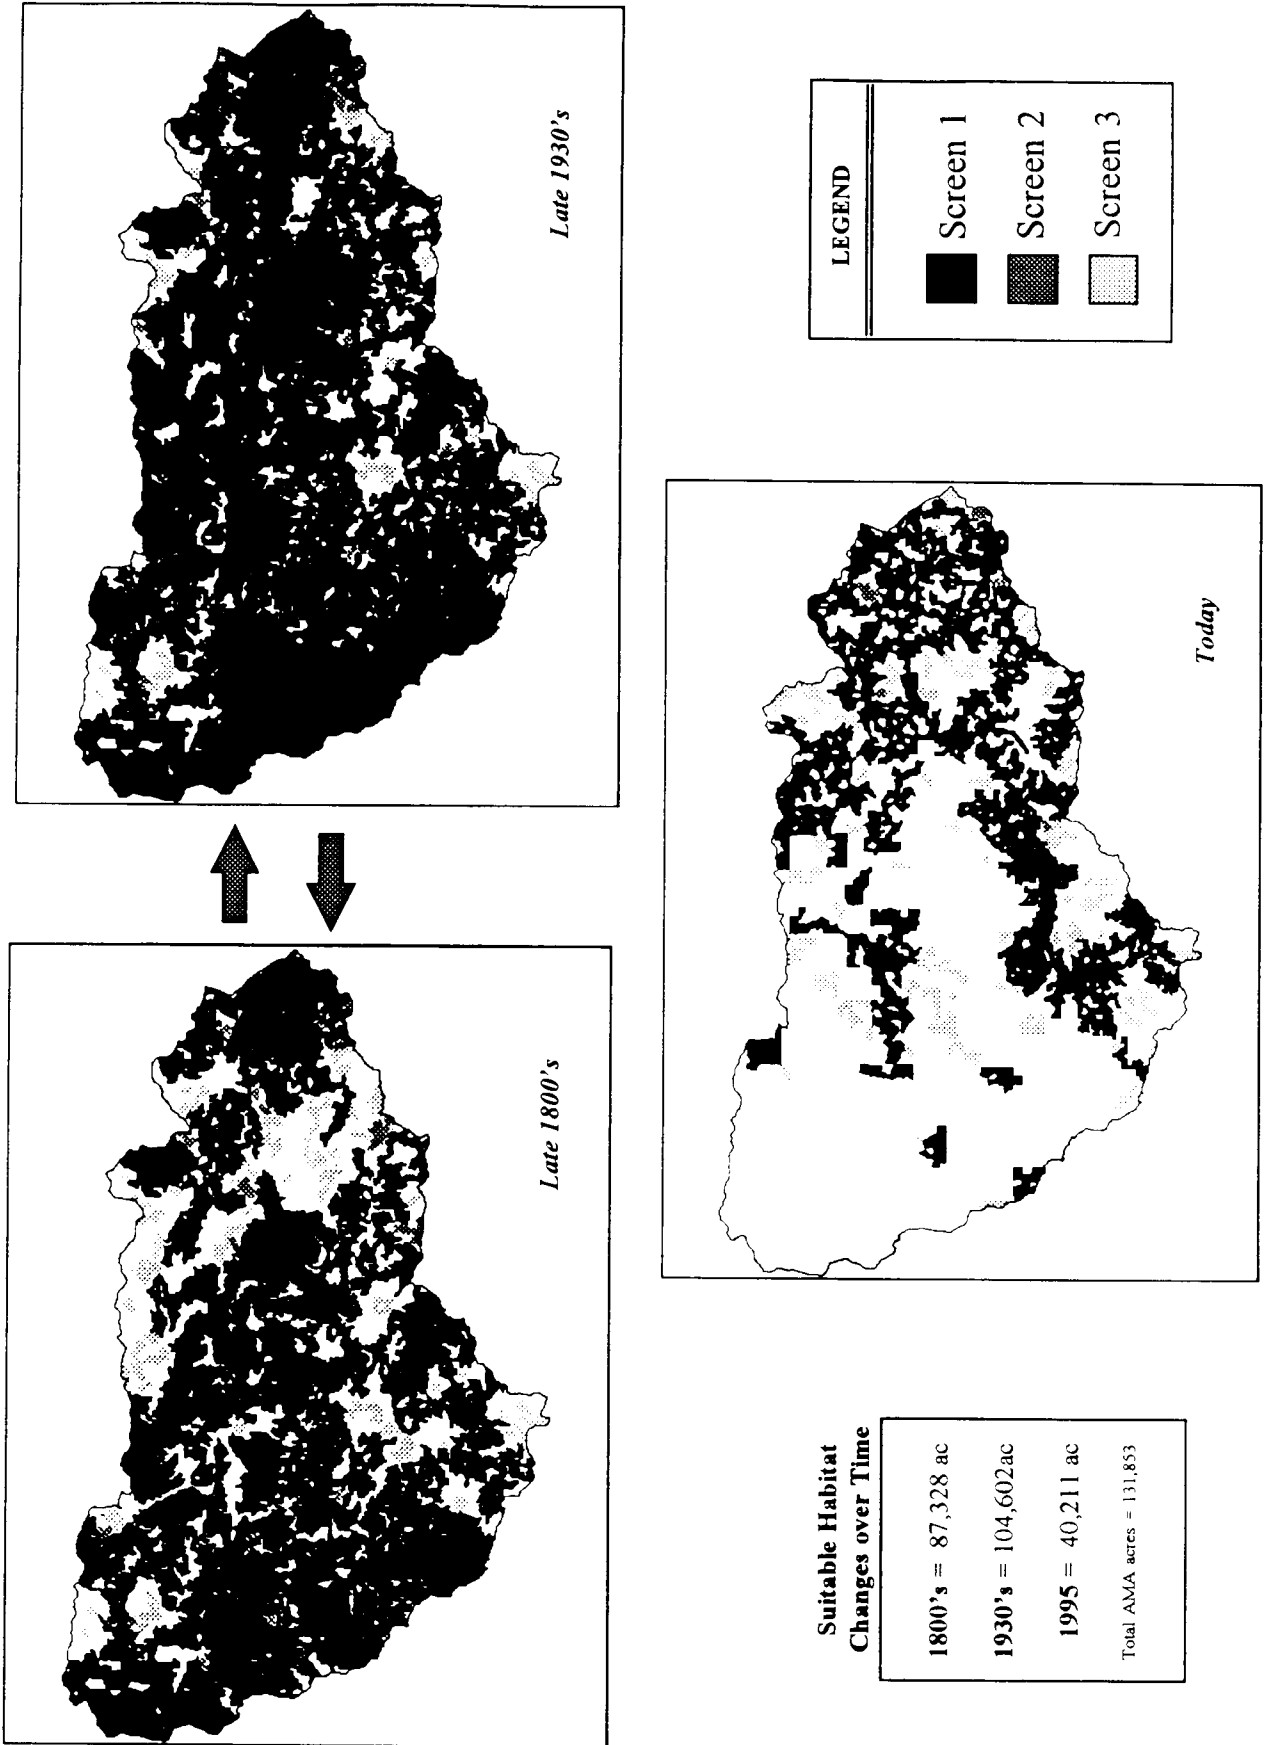 Late 1800's
Late 1930's
Suitable Habitat
Changes over Time
1800's = 87,328 ac
1930's = 104,602ac
1995 = 40,211 ac
Total AMA acres = 131,853
Today
LEGEND
Screen 1
Screen 2
Screen 3